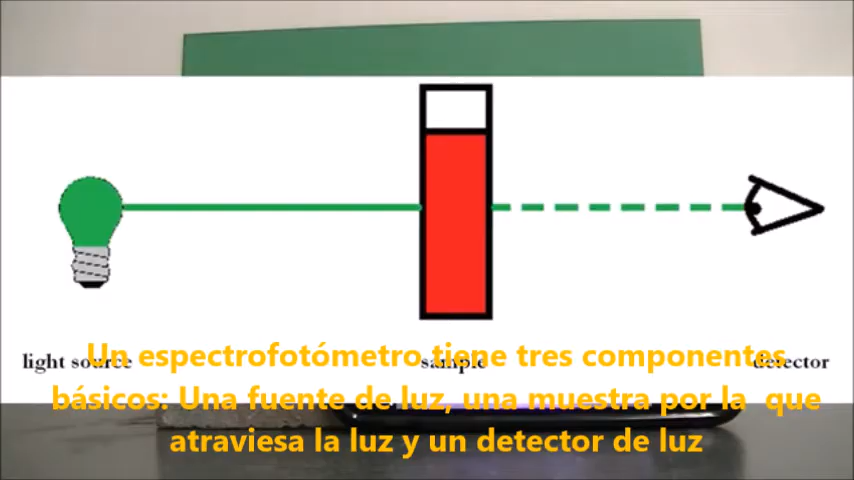 light source sample detector
Un espectrofotómetro tiene tres componentes
básicos: Una fuente de luz, una muestra por la que
atraviesa la luz y un detector de luz